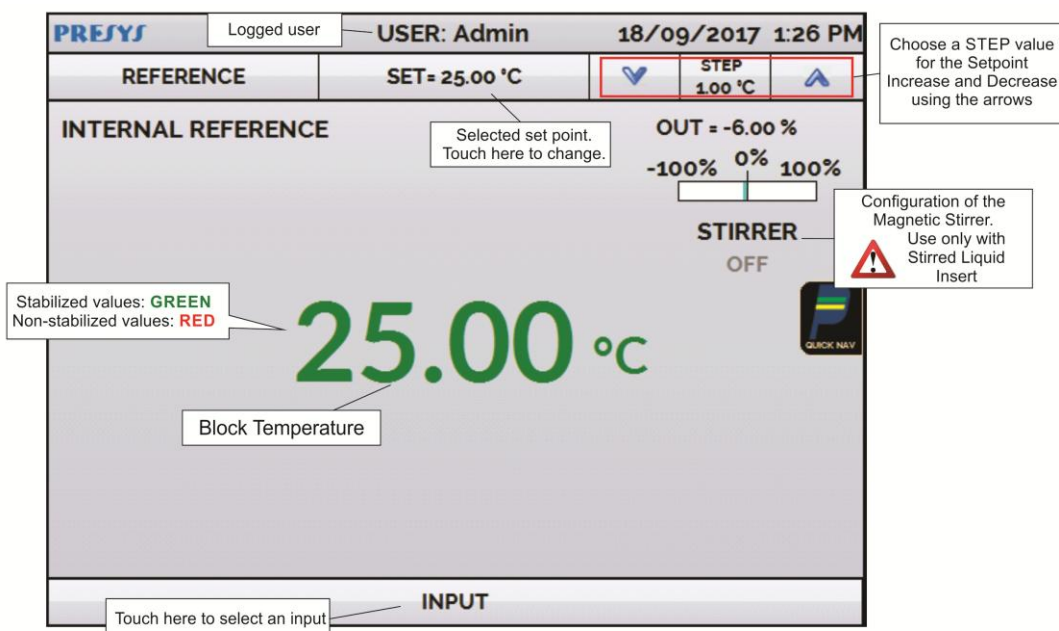 PRESYS
Logged user
USER: Admin
18/09/2017 1:26 PM
REFERENCE
SET= 25.00 °C
STEP
1.00 °C
Choose a STEP value
for the Setpoint
Increase and Decrease
using the arrows
INTERNAL REFERENCE
Selected set point.
Touch here to change.
OUT = -6.00 %
-100% 0% 100%
STIRRER
OFF
Configuration of the
Magnetic Stirrer.
Use only with
Stirred Liquid
Insert
Stabilized values: GREEN
Non-stabilized values: RED
25.00 °C
QUICK NAV
Block Temperature
INPUT
Touch here to select an input